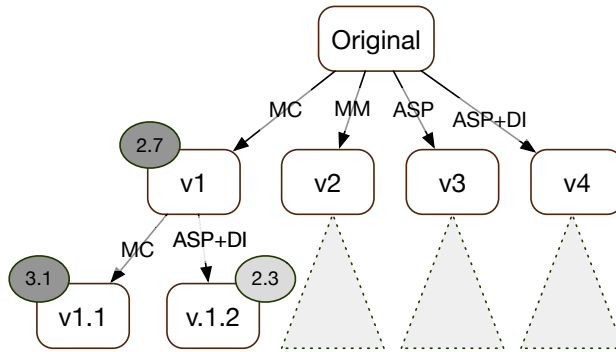 Original
MC
MM
ASP
ASP+DI
2.7
v1
v2
v3
v4
MC
ASP+DI
3.1
2.3
v1.1
v.1.2